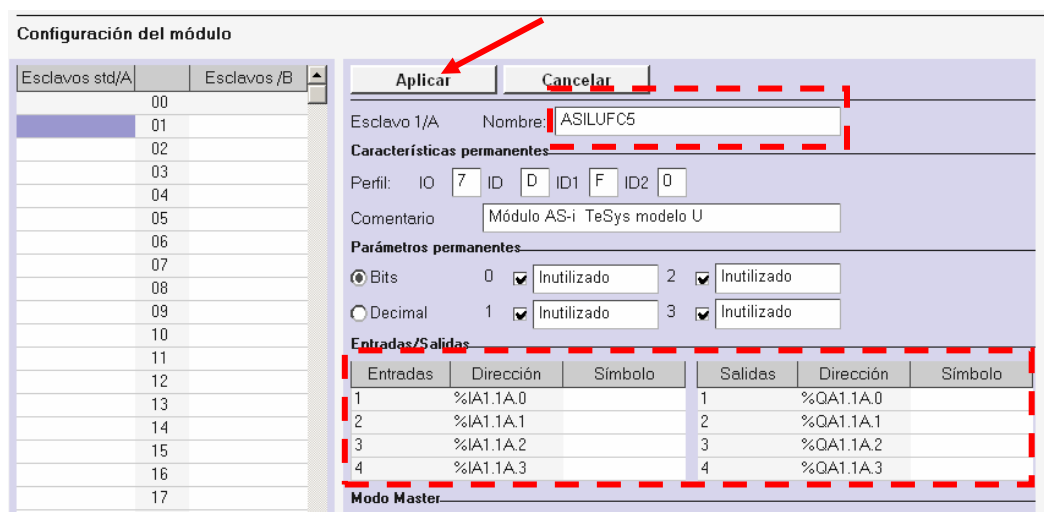 Configuración del módulo
Esclavos std/A Esclavos /B
00
01
02
03
04
05
06
07
08
09
10
11
12
13
14
15
16
17
Aplicar Cancelar
Esclavo 1/A Nombre: ASILUFC5
Características permanentes
Perfil: IO 7 ID D ID1 F ID2 0
Comentario Módulo AS-i TeSys modelo U
Parámetros permanentes
Bits 0 Inutilizado 2 Inutilizado
Decimal 1 Inutilizado 3 Inutilizado
Entradas/Salidas
Entradas Dirección Símbolo Salidas Dirección Símbolo
1 %IA1.1A.0 1 %QA1.1A.0
2 %IA1.1A.1 2 %QA1.1A.1
3 %IA1.1A.2 3 %QA1.1A.2
4 %IA1.1A.3 4 %QA1.1A.3
Modo Master